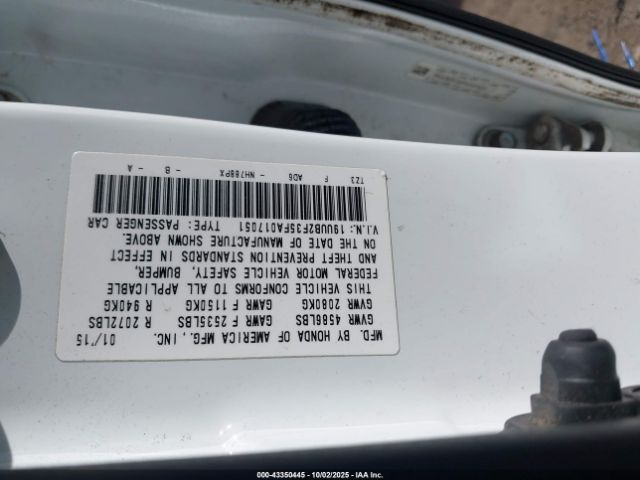 MFD. BY HONDA OF AMERICA MFG., INC. 01/'15
GVWR 4586LBS GAWR F 2535LBS R 2072LBS
GVWR 2080KG GAWR F 1150KG R 940KG
THIS VEHICLE CONFORMS TO ALL APPLICABLE
FEDERAL MOTOR VEHICLE SAFETY, BUMPER,
AND THEFT PREVENTION STANDARDS IN EFFECT
ON THE DATE OF MANUFACTURE SHOWN ABOVE.
V.I.N.: 19UUB2F35FA017051 TYPE: PASSENGER CAR
TZ3 F AD6 NH788PX - B - A
000-43350445 - 10/02/2025 - IAA Inc.